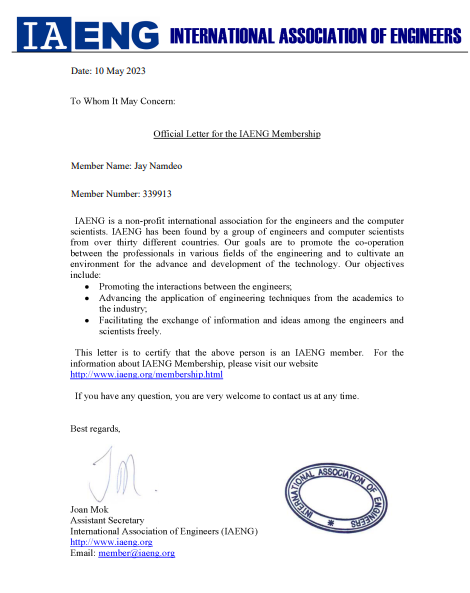 IAENG INTERNATIONAL ASSOCIATION OF ENGINEERS
Date: 10 May 2023
To Whom It May Concern:
Official Letter for the IAENG Membership
Member Name: Jay Namdeo
Member Number: 339913
IAENG is a non-profit international association for the engineers and the computer
scientists. IAENG has been found by a group of engineers and computer scientists
from over thirty different countries. Our goals are to promote the co-operation
between the professionals in various fields of the engineering and to cultivate an
environment for the advance and development of the technology. Our objectives
include:
• Promoting the interactions between the engineers;
• Advancing the application of engineering techniques from the academics to
the industry;
• Facilitating the exchange of information and ideas among the engineers and
scientists freely.
This letter is to certify that the above person is an IAENG member. For the
information about IAENG Membership, please visit our website
http://www.iaeng.org/membership.html
If you have any question, you are very welcome to contact us at any time.
Best regards,
JM
Joan Mok
Assistant Secretary
International Association of Engineers (IAENG)
http://www.iaeng.org
Email: member@iaeng.org
INTERNATIONAL ASSOCIATION OF ENGINEERS *